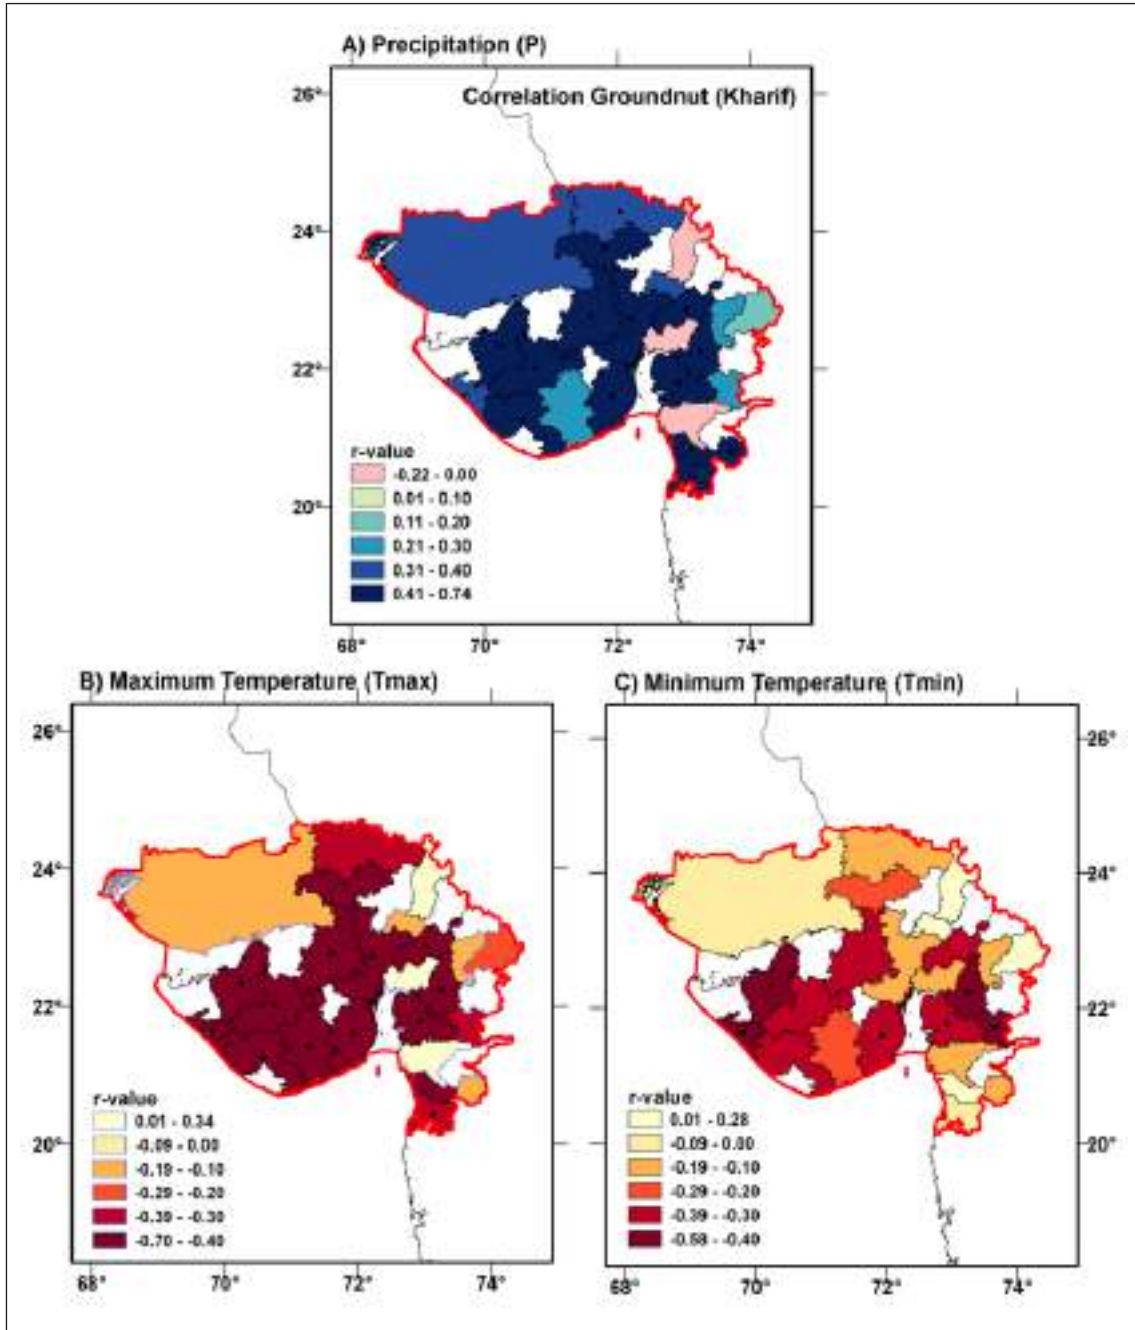 A) Precipitation (P)
Correlation Groundnut (Kharif)
26°
24°
22°
20°
r-value
-0.22 - 0.00
0.01 - 0.10
0.11 - 0.20
0.21 - 0.30
0.31 - 0.40
0.41 - 0.74
68°
70°
72°
74°
B) Maximum Temperature (Tmax)
26°
24°
22°
20°
r-value
0.01 - 0.34
-0.09 - 0.00
-0.19 - -0.10
-0.29 - -0.20
-0.39 - -0.30
-0.70 - -0.40
68°
70°
72°
74°
C) Minimum Temperature (Tmin)
26°
24°
22°
20°
r-value
0.01 - 0.28
-0.09 - 0.00
-0.19 - -0.10
-0.29 - -0.20
-0.39 - -0.30
-0.58 - -0.40
68°
70°
72°
74°